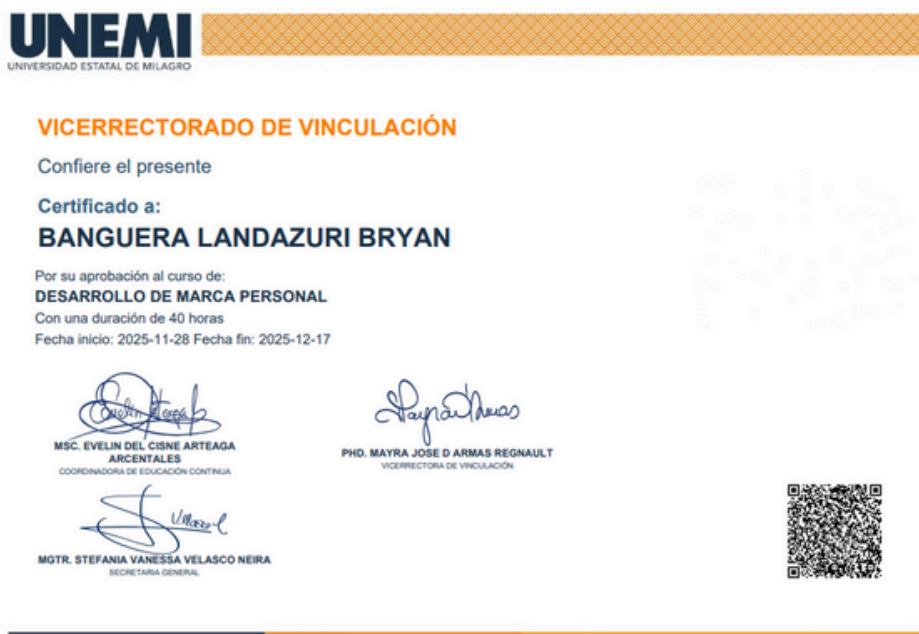 UNEMI
UNIVERSIDAD ESTATAL DE MILAGRO
VICERRECTORADO DE VINCULACIÓN
Confiere el presente
Certificado a:
BANGUERA LANDAZURI BRYAN
Por su aprobación al curso de:
DESARROLLO DE MARCA PERSONAL
Con una duración de 40 horas
Fecha inicio: 2025-11-28 Fecha fin: 2025-12-17
MSC. EVELIN DEL CISNE ARTEAGA
ARCENTALES
COORDINADORA DE EDUCACIÓN CONTINUA
PHD. MAYRA JOSE D ARMAS REGNAULT
VICERRECTORA DE VINCULACIÓN
MGTR. STEFANIA VANESSA VELASCO NEIRA
SECRETARIA GENERAL